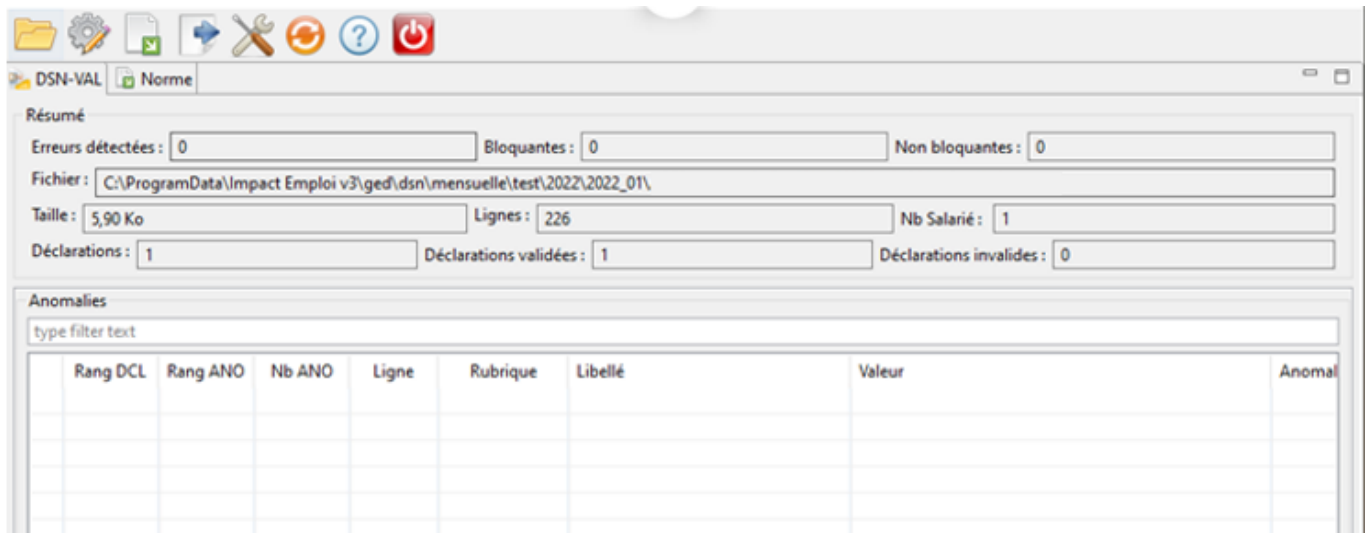 DSN-VAL Norme
Résumé
Erreurs détectées : 0 Bloquantes : 0 Non bloquantes : 0
Fichier : C:\ProgramData\Impact Emploi v3\ged\dsn\mensuelle\test\2022\2022_01\
Taille : 5,90 Ko Lignes : 226 Nb Salarié : 1
Déclarations : 1 Déclarations validées : 1 Déclarations invalides : 0
Anomalies
type filter text
Rang DCL Rang ANO Nb ANO Ligne Rubrique Libellé Valeur Anomal